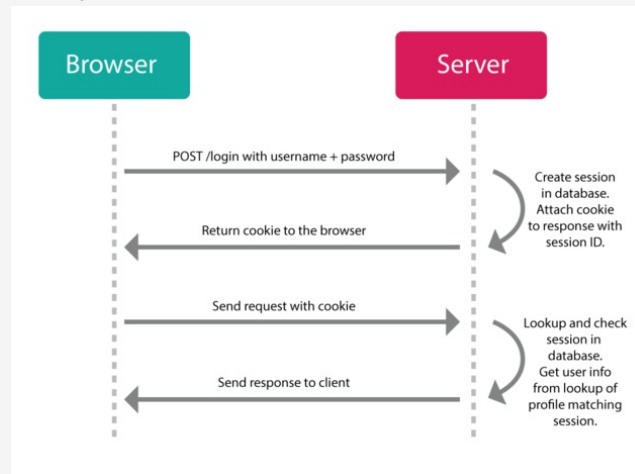 Browser
Server
POST /login with username + password
Create session
in database.
Attach cookie
to response with
session ID.
Return cookie to the browser
Send request with cookie
Lookup and check
session in
database.
Get user info
from lookup of
profile matching
session.
Send response to client